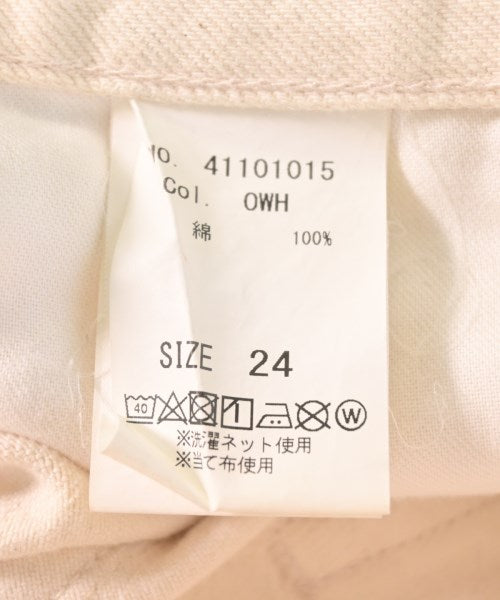 NO. 41101015
Col. OWH
綿 100%
SIZE 24
40 W
※洗濯ネット使用
※当て布使用